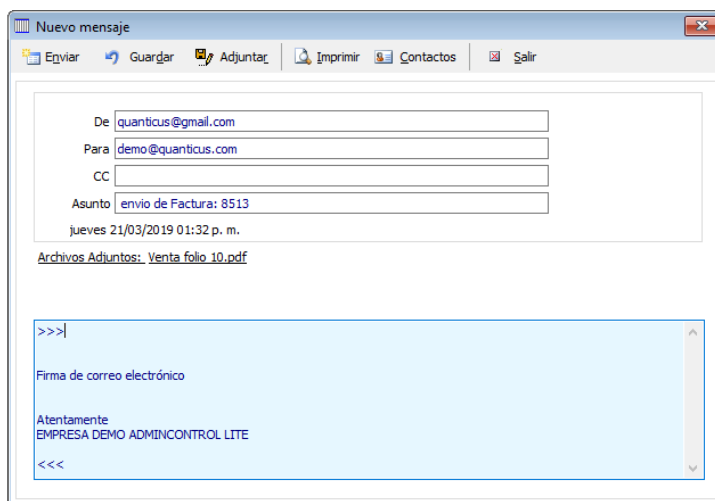 Nuevo mensaje
Enviar Guardar Adjuntar Imprimir Contactos Salir
De quanticus@gmail.com
Para demo@quanticus.com
CC
Asunto envio de Factura: 8513
jueves 21/03/2019 01:32 p. m.
Archivos Adjuntos: Venta folio 10.pdf
>>>
Firma de correo electrónico
Atentamente
EMPRESA DEMO ADMINCONTROL LITE
<<<